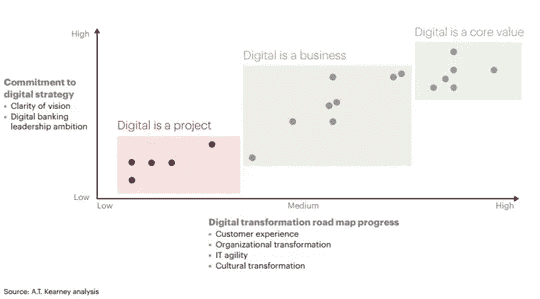 Digital is a core value
High
Digital is a business
Commitment to
digital strategy
• Clarity of vision
• Digital banking
leadership ambition
Digital is a project
Low
Low
Medium
High
Digital transformation road map progress
• Customer experience
• Organizational transformation
• IT agility
• Cultural transformation
Source: A.T. Kearney analysis